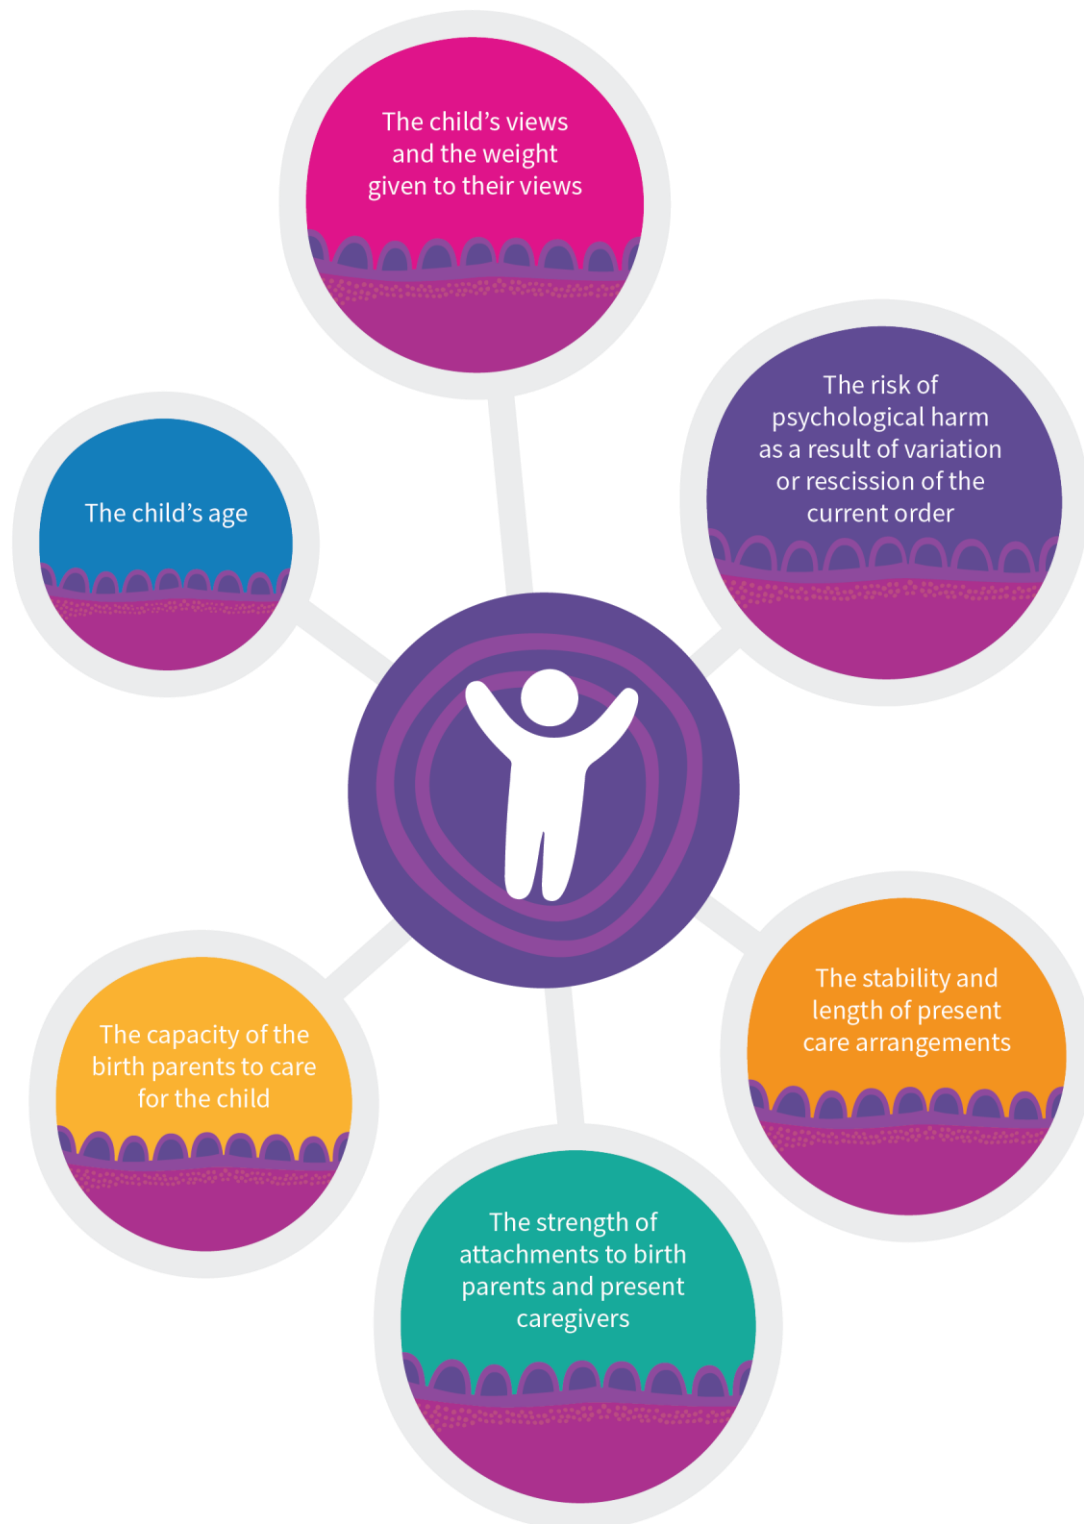 The child’s views
and the weight
given to their views
The risk of
psychological harm
as a result of variation
or rescission of the
current order
The child’s age
The stability and
length of present
care arrangements
The capacity of the
birth parents to care
for the child
The strength of
attachments to birth
parents and present
caregivers